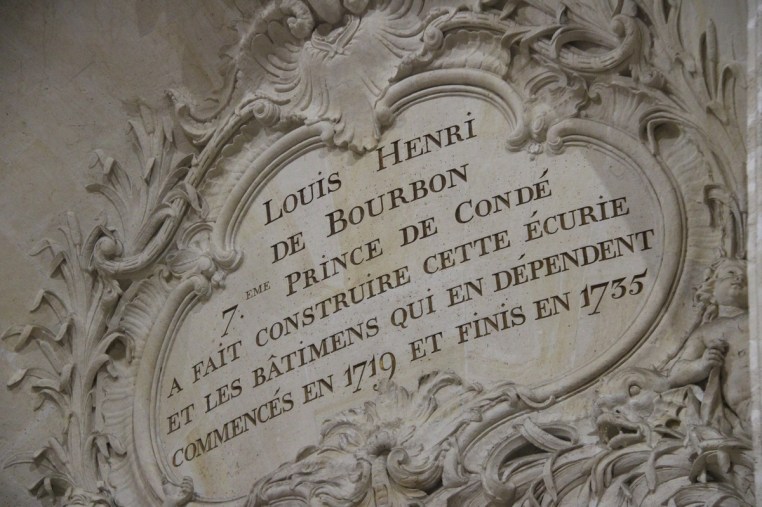 Louis Henri
de Bourbon
7.eme Prince de Condé
a fait construire cette écurie
et les bâtimens qui en dépendent
commencés en 1719 et finis en 1735